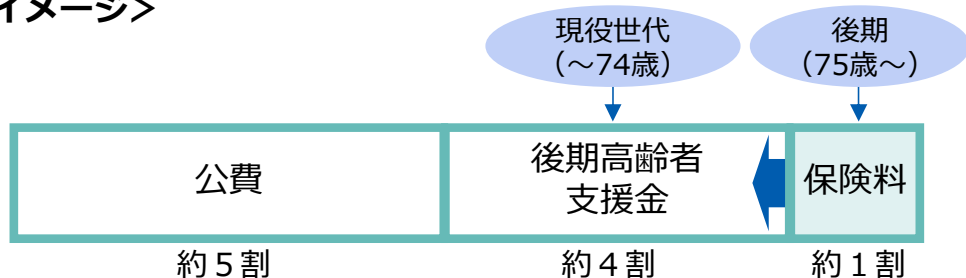 イメージ>
現役世代
(～74歳)
後期
(75歳～)
公費
後期高齢者
支援金
保険料
約５割
約４割
約１割